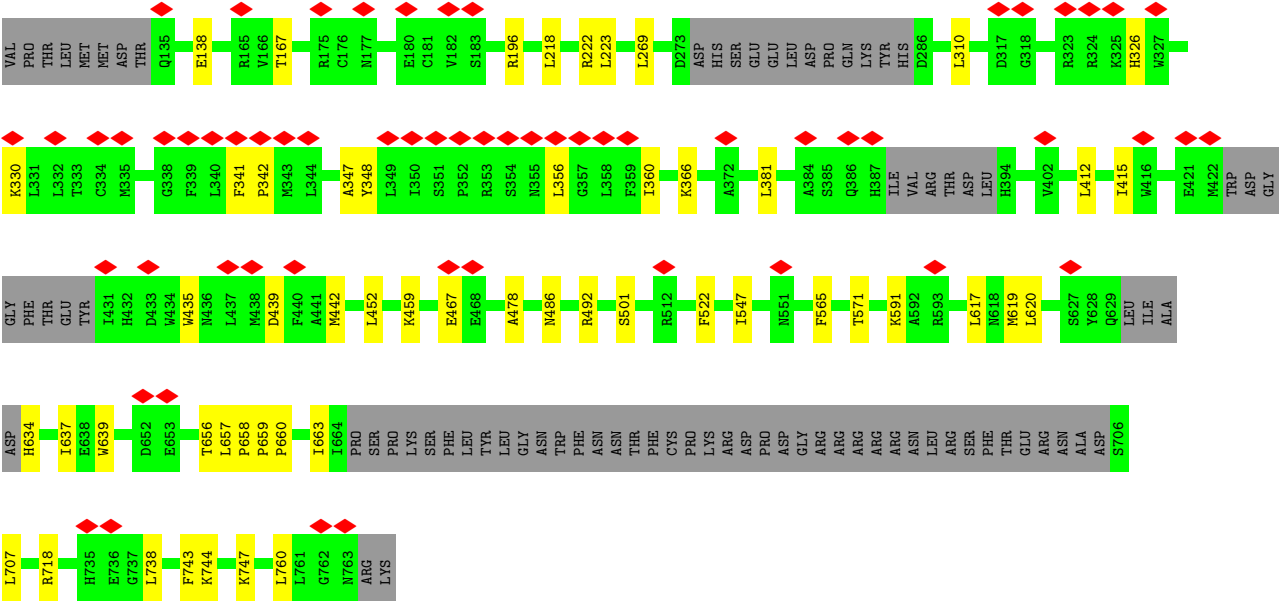 VAL PRO THR LEU MET MET ASP THR Q135 E138 R165 V166 T167 R175 C176 N177 E180 C181 V182 S183 R196 L218 R222 L223 L269 D273 ASP HIS SER GLU GLU LEU ASP PRO GLN LYS TYR HIS D286 L310 D317 G318 R323 R324 K325 H326 W327
K330 L331 L332 T333 C334 M335 G338 F339 L340 F341 P342 M343 L344 A347 Y348 L349 I350 S351 P352 R353 S354 N355 L356 G357 L358 F359 I360 K366 A372 L381 A384 S385 Q386 H387 ILE VAL ARG THR ASP LEU H394 V402 L412 I415 W416 E421 M422 TRP ASP GLY
GLY PHE THR GLU TYR I431 H432 D433 W434 W435 N436 L437 M438 D439 F440 A441 M442 L452 K459 E467 E468 A478 N486 R492 S501 R512 F522 I547 N551 F565 T571 K591 A592 R593 L617 N618 M619 L620 S627 Y628 Q629 LEU ILE ALA
ASP H634 I637 E638 W639 D652 E653 T656 L657 P658 P659 P660 I663 I664 PRO SER PRO LYS SER PHE LEU TYR LEU GLY ASN TRP PHE ASN ASN THR PHE CYS PRO LYS ARG ASP PRO ASP GLY ARG ARG ARG ARG ARG ASN LEU ARG SER PHE THR GLU ARG ASN ALA ASP S706
L707 R718 H735 E736 G737 L738 F743 K744 K747 L760 L761 G762 N763 ARG LYS